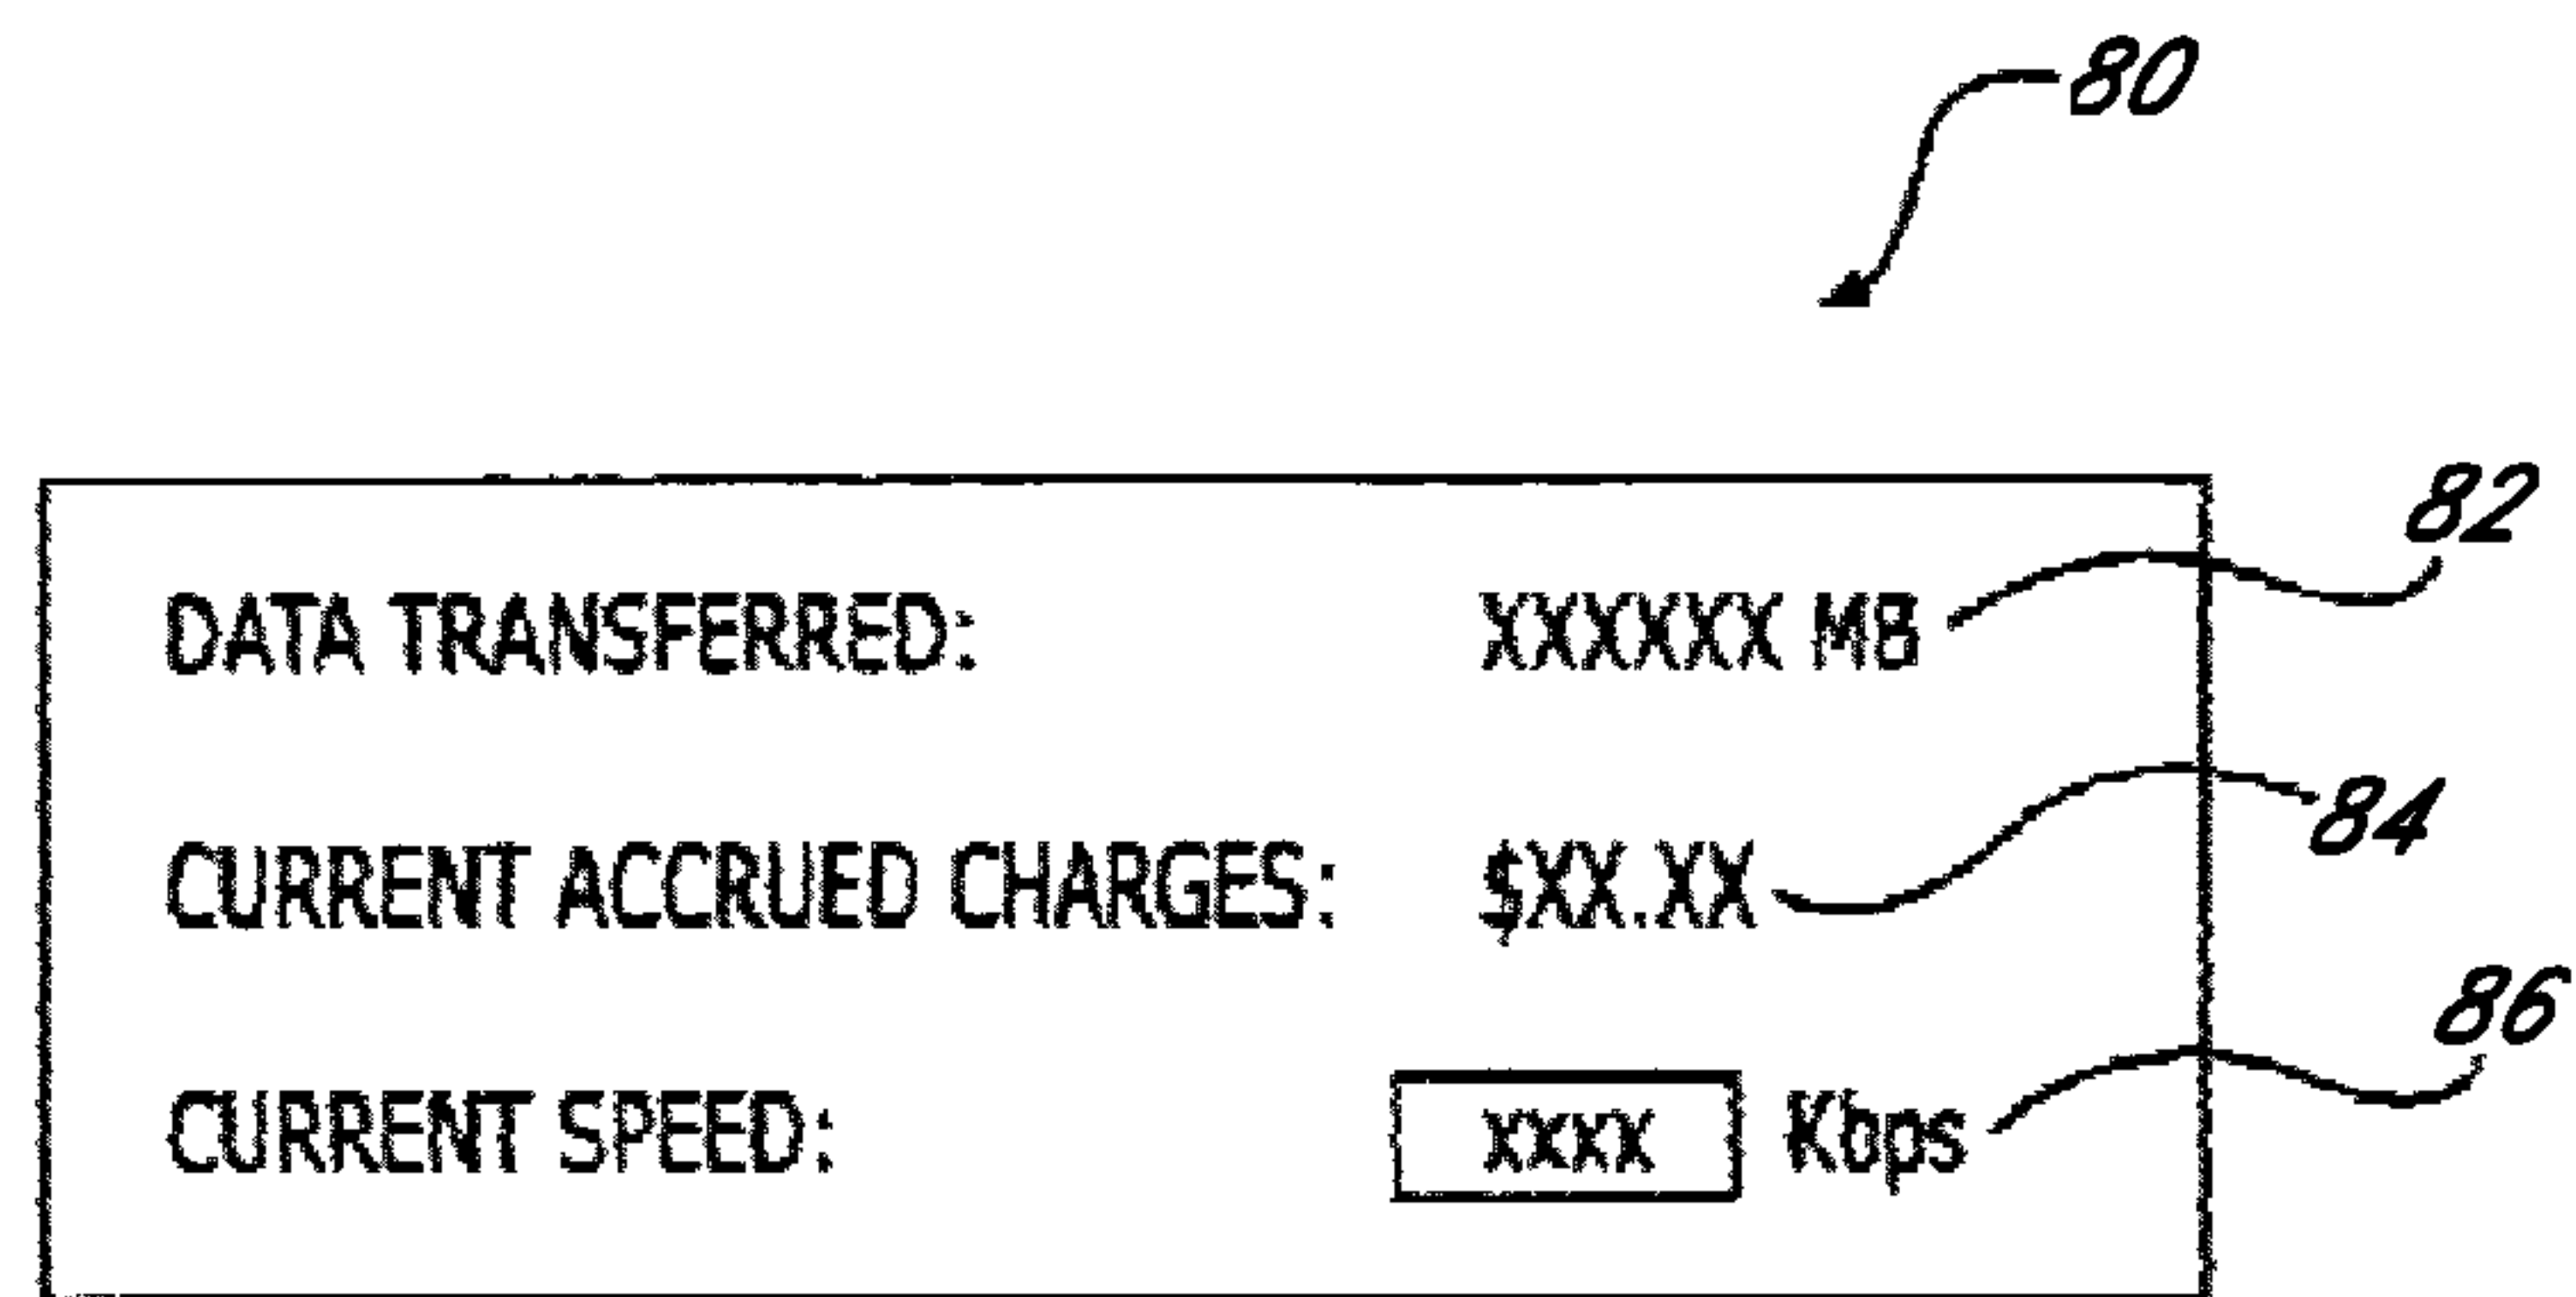 80
82
DATA TRANSFERRED: XXXXXX MB
CURRENT ACCRUED CHARGES: $XX.XX
84
86
CURRENT SPEED: XXXX Kbps